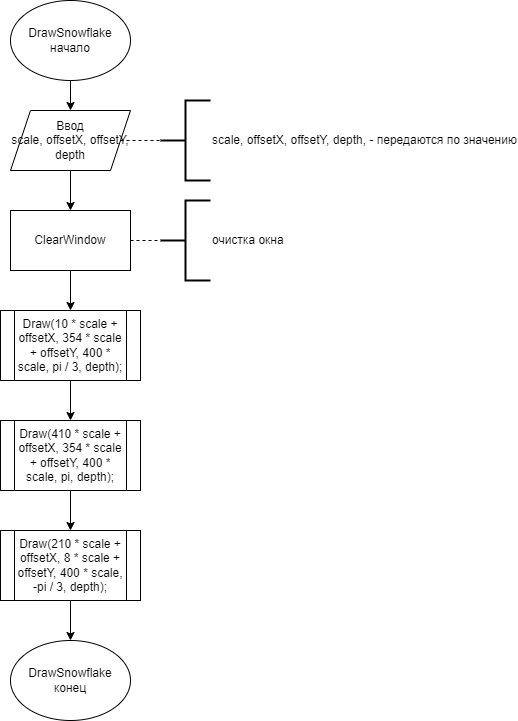 DrawSnowflake
начало
Ввод
scale, offsetX, offsetY,
depth
scale, offsetX, offsetY, depth, - передаются по значению
ClearWindow
очистка окна
Draw(10 * scale +
offsetX, 354 * scale
+ offsetY, 400 *
scale, pi / 3, depth);
Draw(410 * scale +
offsetX, 354 * scale
+ offsetY, 400 *
scale, pi, depth);
Draw(210 * scale +
offsetX, 8 * scale +
offsetY, 400 * scale,
-pi / 3, depth);
DrawSnowflake
конец